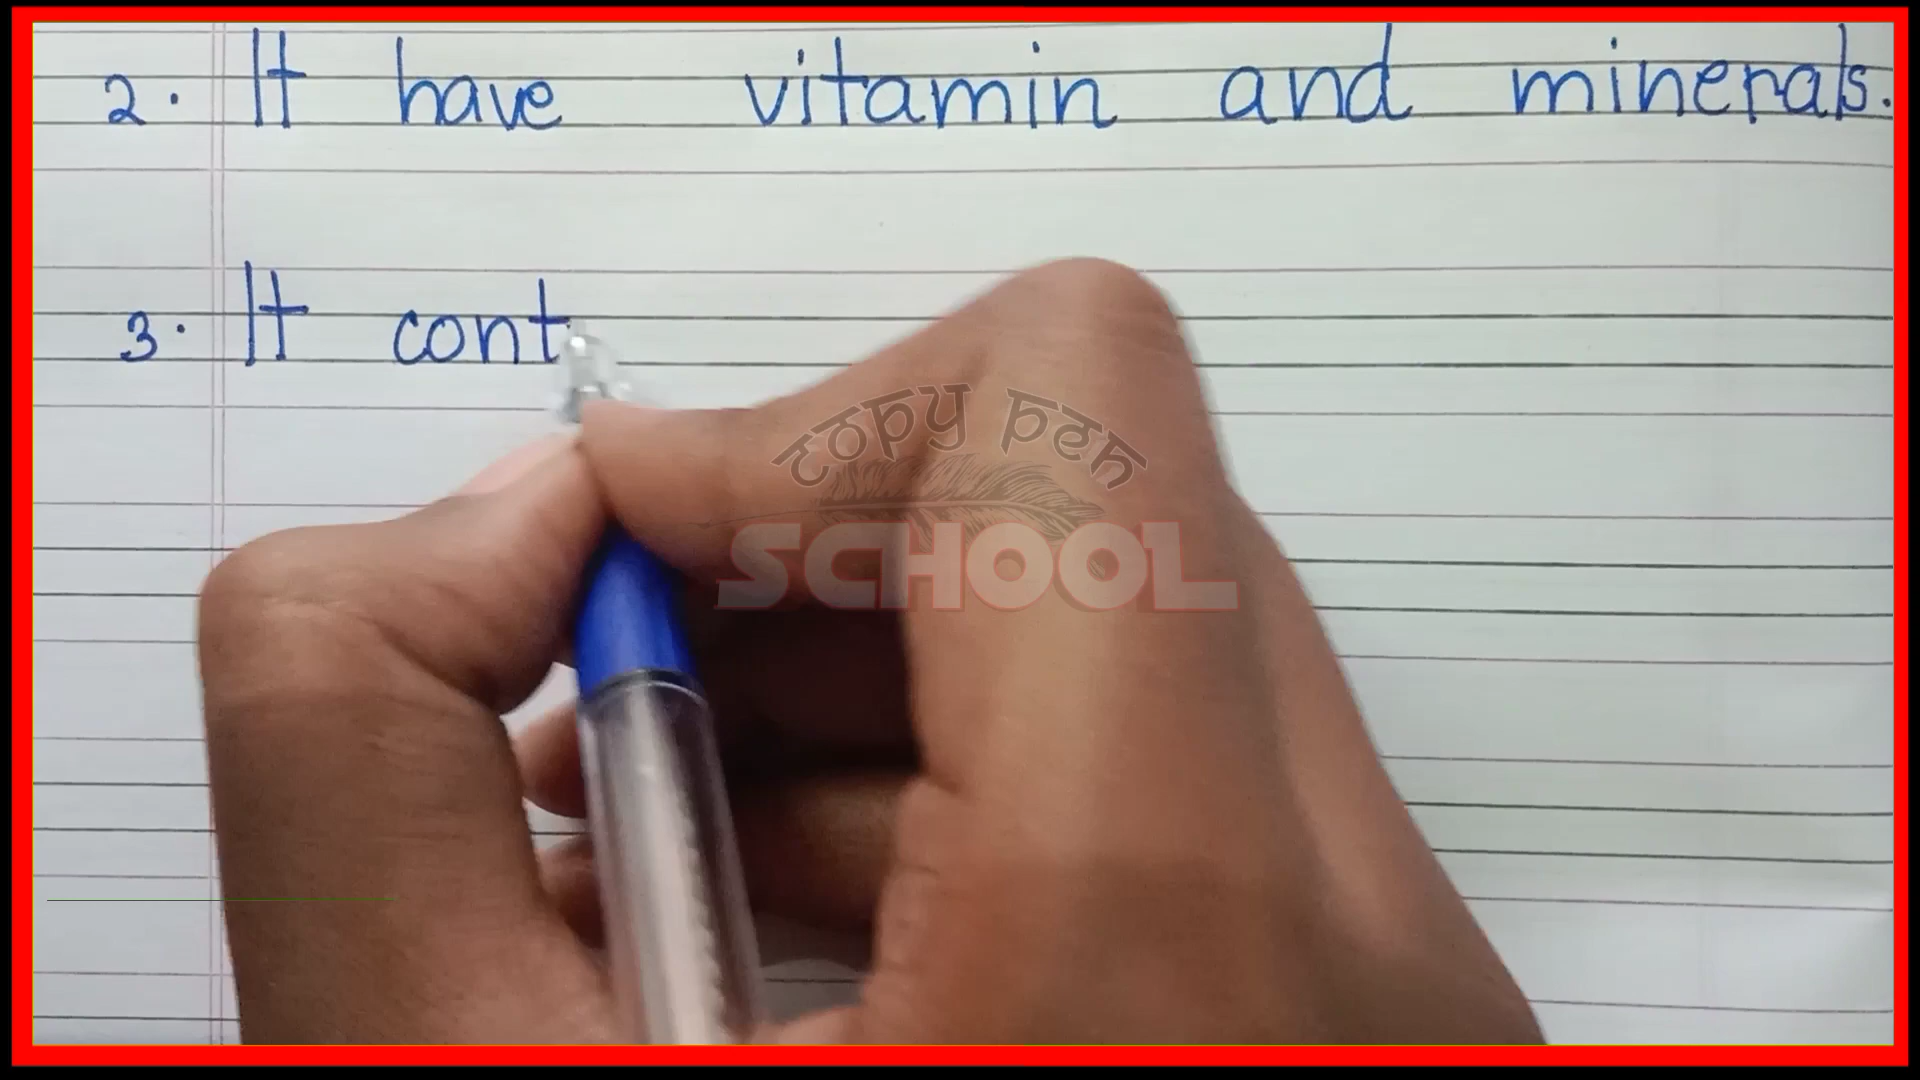 2. It have vitamin and minerals.
3. It cont
copy pen
SCHOOL